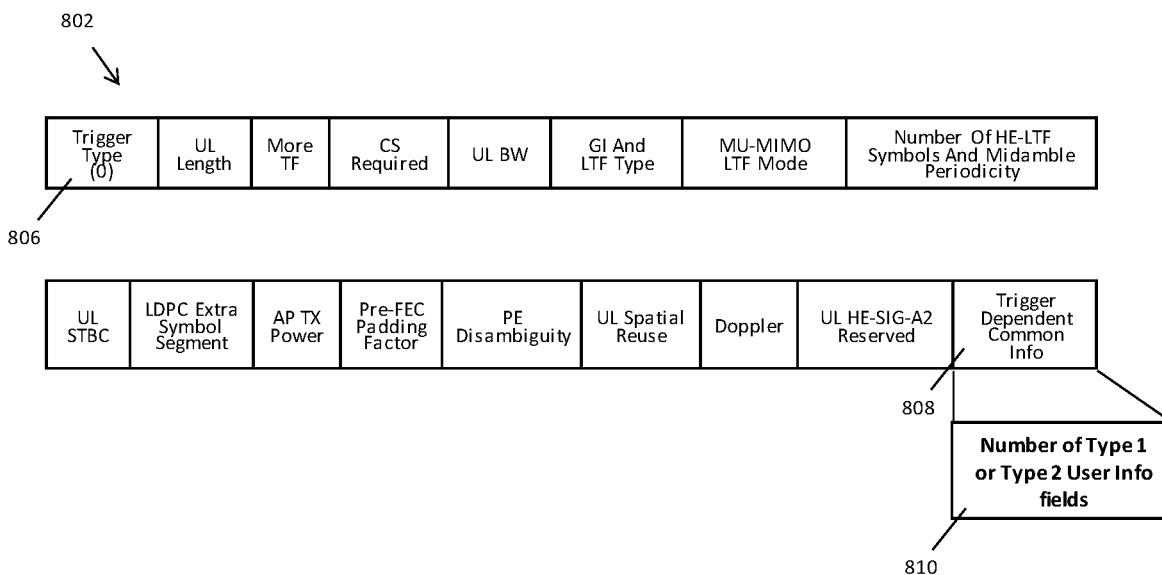 802
Trigger
Type
(0)
UL
Length
More
TF
CS
Required
UL BW
GI And
LTF Type
MU-MIMO
LTF Mode
Number Of HE-LTF
Symbols And Midamble
Periodicity
806
UL
STBC
LDPC Extra
Symbol
Segment
AP TX
Power
Pre-FEC
Padding
Factor
PE
Disambiguity
UL Spatial
Reuse
Doppler
UL HE-SIG-A2
Reserved
Trigger
Dependent
Common
Info
808
Number of Type 1
or Type 2 User Info
fields
810